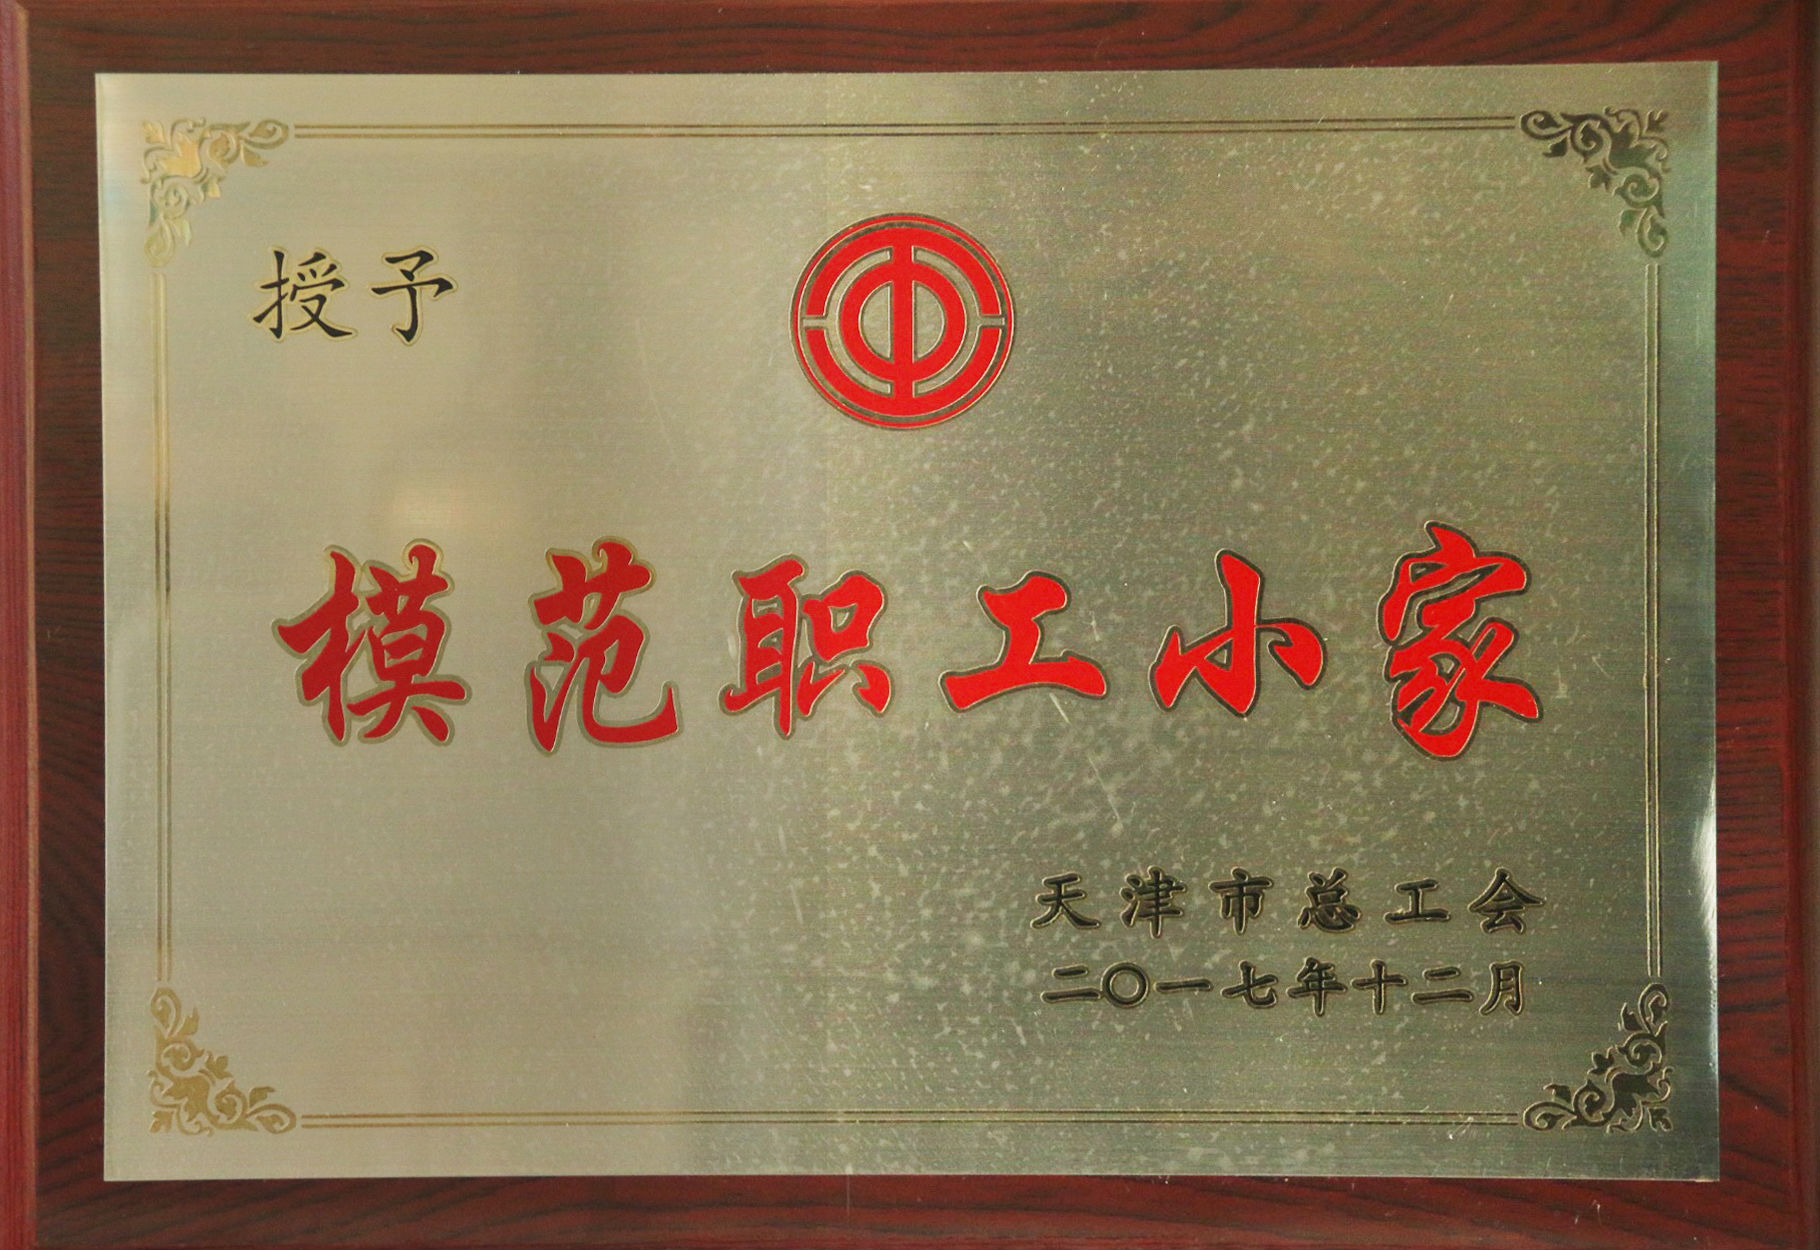 授予
模范职工小家
天津市总工会
二〇一七年十二月